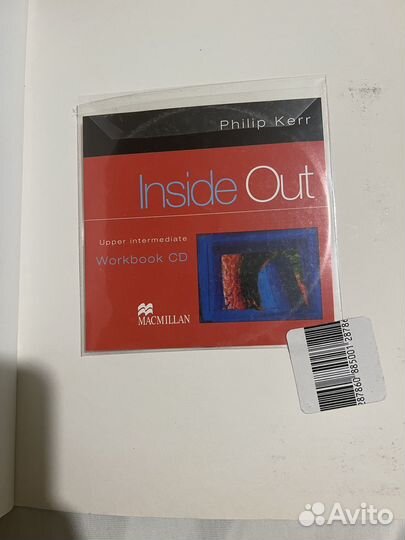 Philip Kerr
Inside Out
Upper intermediate
Workbook CD
MACMILLAN
Avito